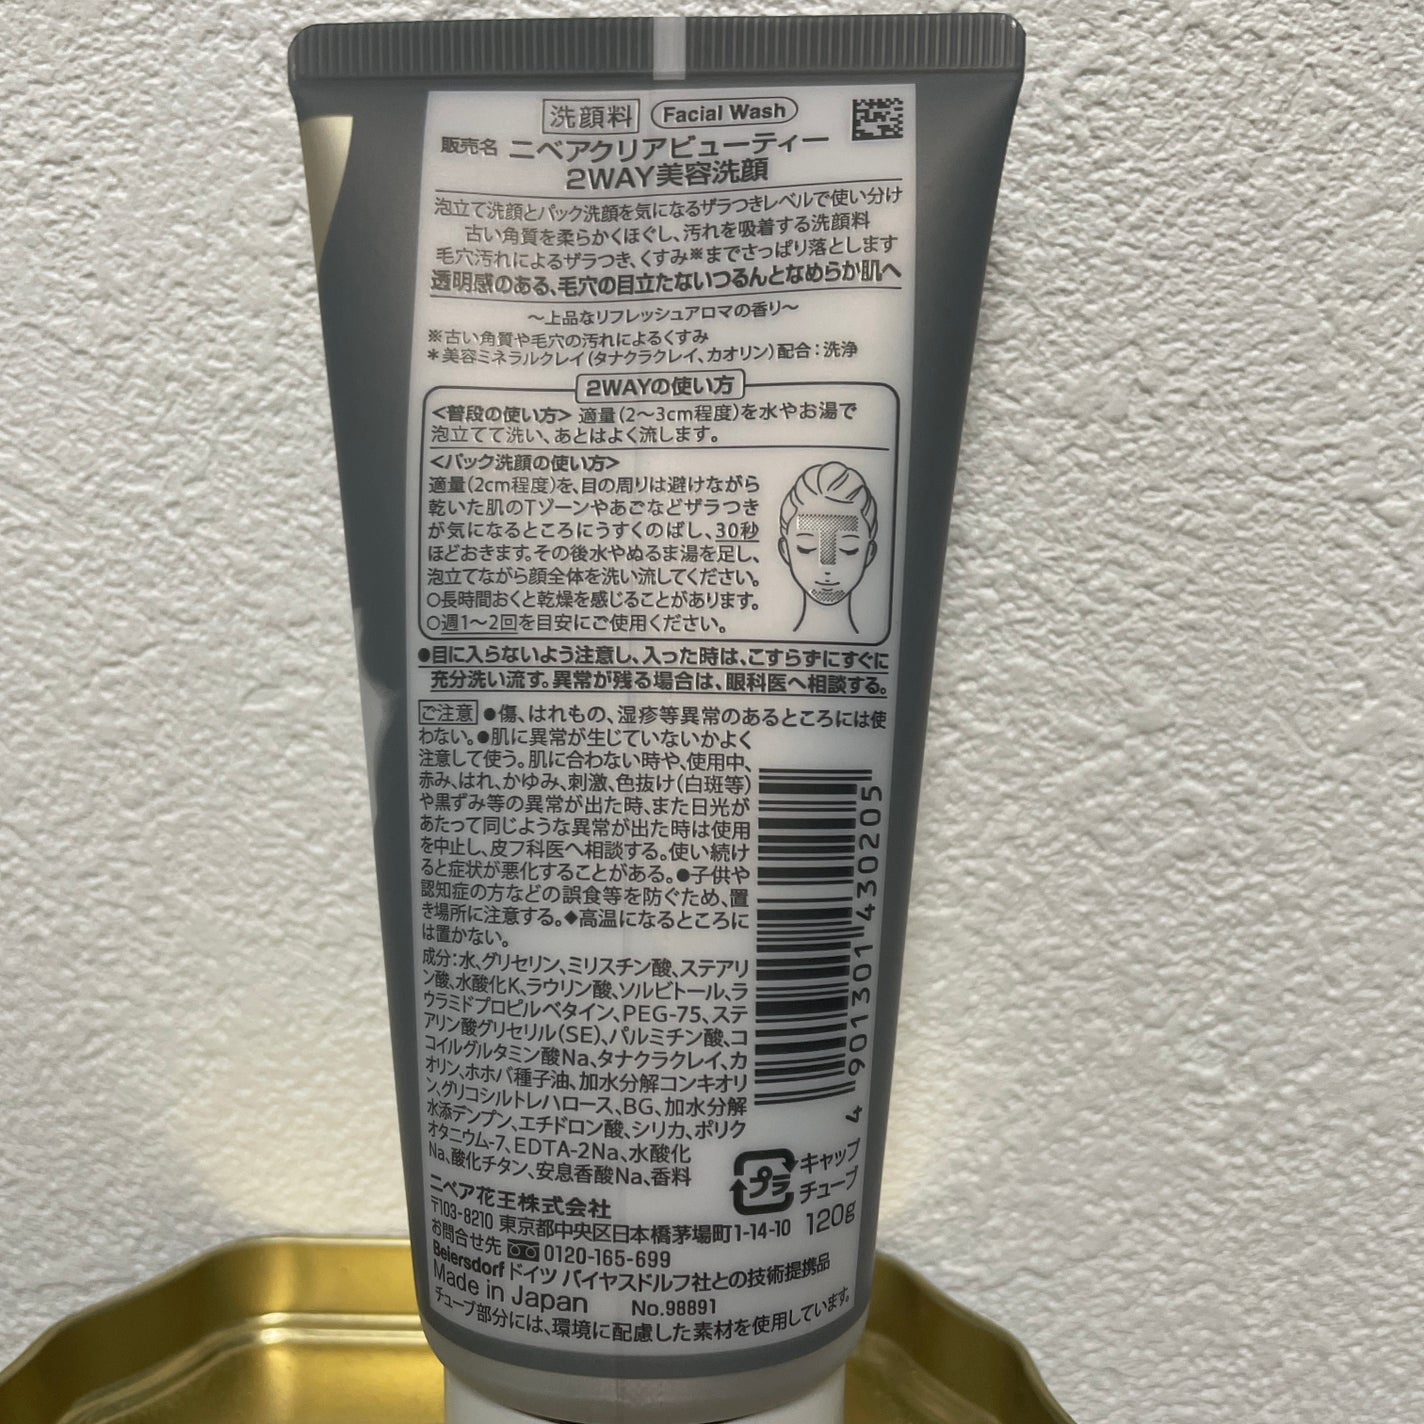 洗顔料 Facial Wash
販売名 ニベアクリアビューティー
2WAY美容洗顔
泡立て洗顔とパック洗顔を気になるザラつきレベルで使い分け
古い角質を柔らかくほぐし、汚れを吸着する洗顔料
毛穴汚れによるザラつき、くすみ※までさっぱり落とします
透明感のある、毛穴の目立たないつるんとなめらか肌へ
〜上品なリフレッシュアロマの香り〜
※古い角質や毛穴の汚れによるくすみ
＊美容ミネラルクレイ(タナクラクレイ、カオリン)配合：洗浄
2WAYの使い方
<普段の使い方> 適量(2〜3cm程度)を水やお湯で
泡立てて洗い、あとはよく流します。
<パック洗顔の使い方>
適量(2cm程度)を、目の周りは避けながら
乾いた肌のTゾーンやあごなどザラつき
が気になるところにうすくのばし、30秒
ほどおきます。その後水やぬるま湯を足し、
泡立てながら顔全体を洗い流してください。
○長時間おくと乾燥を感じることがあります。
○週1〜2回を目安にご使用ください。
●目に入らないよう注意し、入った時は、こすらずにすぐに
充分洗い流す。異常が残る場合は、眼科医へ相談する。
ご注意 ●傷、はれもの、湿疹等異常のあるところには使
わない。●肌に異常が生じていないかよく
注意して使う。肌に合わない時や、使用中、
赤み、はれ、かゆみ、刺激、色抜け(白斑等)
や黒ずみ等の異常が出た時、また日光が
あたって同じような異常が出た時は使用
を中止し、皮フ科医へ相談する。使い続け
ると症状が悪化することがある。●子供や
認知症の方などの誤食等を防ぐため、置
き場所に注意する。◆高温になるところに
は置かない。
成分：水、グリセリン、ミリスチン酸、ステアリ
ン酸、水酸化K、ラウリン酸、ソルビトール、ラ
ウラミドプロピルベタイン、PEG-75、ステ
アリン酸グリセリル(SE)、パルミチン酸、コ
コイルグルタミン酸Na、タナクラクレイ、カ
オリン、ホホバ種子油、加水分解コンキオリ
ン、グリコシルトレハロース、BG、加水分解
水添デンプン、エチドロン酸、シリカ、ポリク
オタニウム-7、EDTA-2Na、水酸化
Na、酸化チタン、安息香酸Na、香料
4 901301 430205
プラ キャップ
チューブ
120g
ニベア花王株式会社
〒103-8210 東京都中央区日本橋茅場町1-14-10
お問合せ先 0120-165-699
Beiersdorf ドイツ バイヤスドルフ社との技術提携品
Made in Japan No.98891
チューブ部分には、環境に配慮した素材を使用しています。